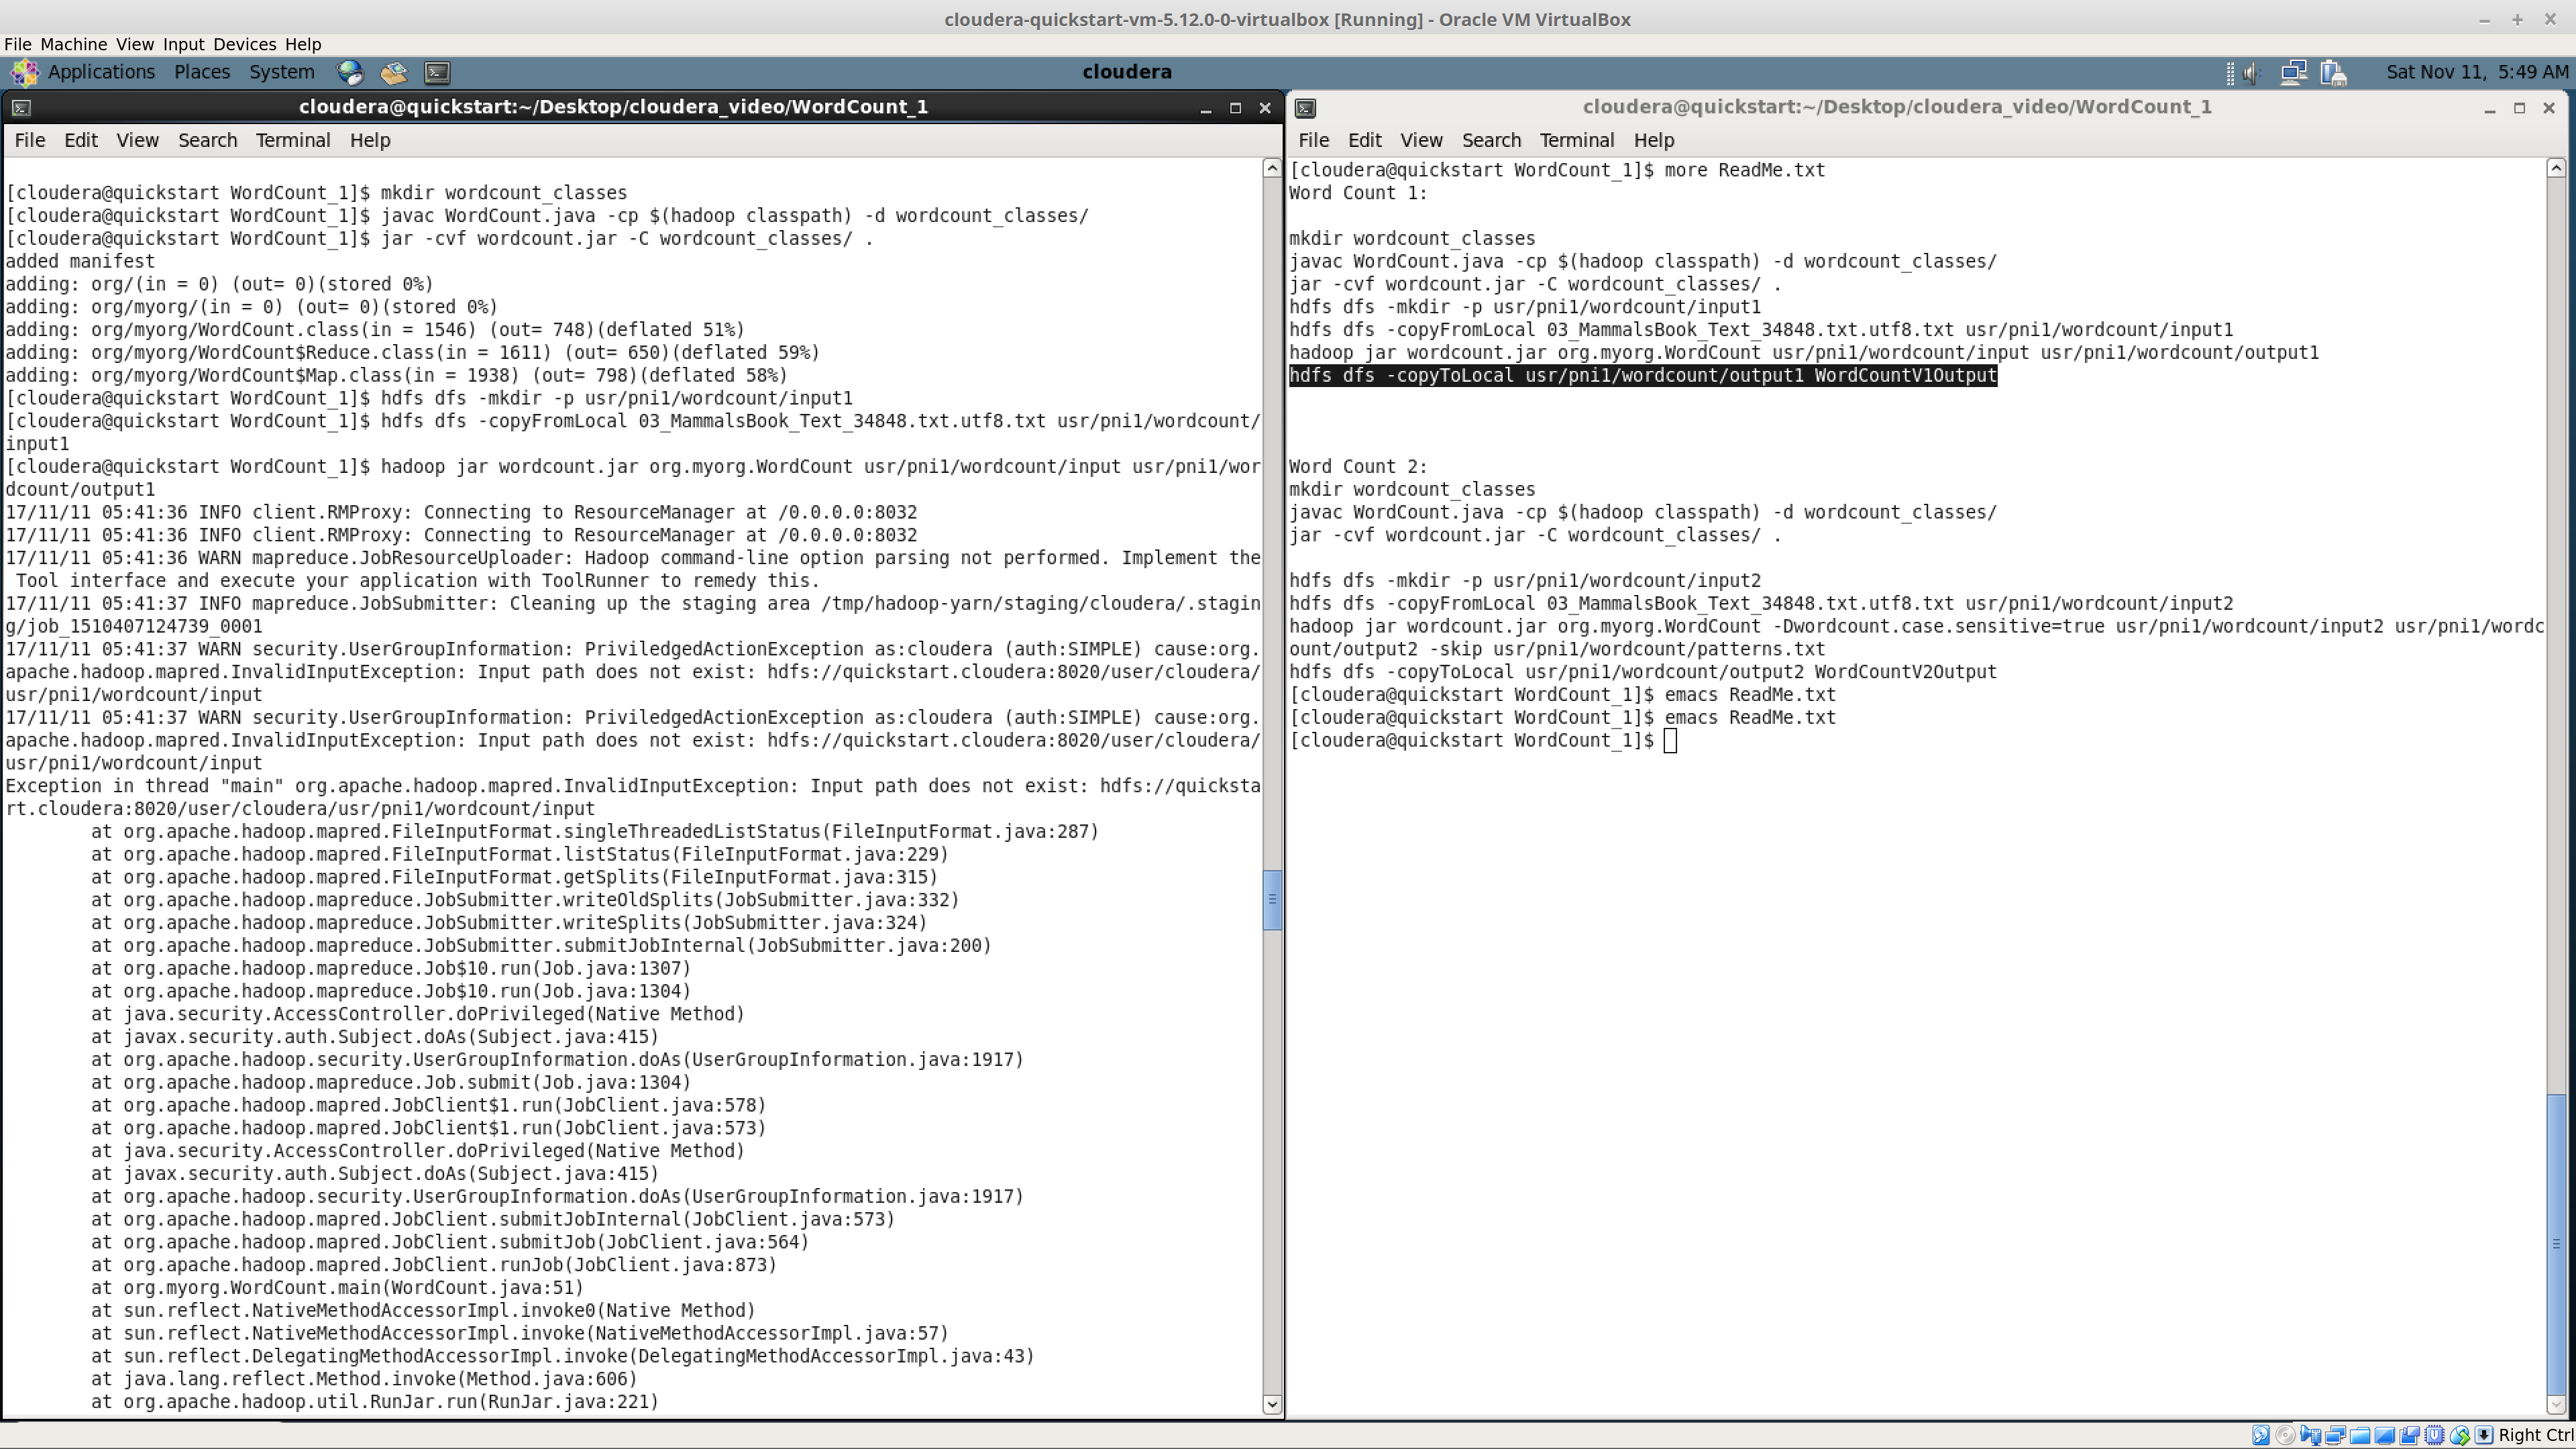 cloudera-quickstart-vm-5.12.0-0-virtualbox [Running] - Oracle VM VirtualBox
File Machine View Input Devices Help
Applications Places System cloudera Sat Nov 11, 5:49 AM
cloudera@quickstart:~/Desktop/cloudera_video/WordCount_1
File Edit View Search Terminal Help
[cloudera@quickstart WordCount_1]$ mkdir wordcount_classes
[cloudera@quickstart WordCount_1]$ javac WordCount.java -cp $(hadoop classpath) -d wordcount_classes/
[cloudera@quickstart WordCount_1]$ jar -cvf wordcount.jar -C wordcount_classes/ .
added manifest
adding: org/(in = 0) (out= 0)(stored 0%)
adding: org/myorg/(in = 0) (out= 0)(stored 0%)
adding: org/myorg/WordCount.class(in = 1546) (out= 748)(deflated 51%)
adding: org/myorg/WordCount$Reduce.class(in = 1611) (out= 650)(deflated 59%)
adding: org/myorg/WordCount$Map.class(in = 1938) (out= 798)(deflated 58%)
[cloudera@quickstart WordCount_1]$ hdfs dfs -mkdir -p usr/pni1/wordcount/input1
[cloudera@quickstart WordCount_1]$ hdfs dfs -copyFromLocal 03_MammalsBook_Text_34848.txt.utf8.txt usr/pni1/wordcount/
input1
[cloudera@quickstart WordCount_1]$ hadoop jar wordcount.jar org.myorg.WordCount usr/pni1/wordcount/input usr/pni1/wor
dcount/output1
17/11/11 05:41:36 INFO client.RMProxy: Connecting to ResourceManager at /0.0.0.0:8032
17/11/11 05:41:36 INFO client.RMProxy: Connecting to ResourceManager at /0.0.0.0:8032
17/11/11 05:41:36 WARN mapreduce.JobResourceUploader: Hadoop command-line option parsing not performed. Implement the
 Tool interface and execute your application with ToolRunner to remedy this.
17/11/11 05:41:37 INFO mapreduce.JobSubmitter: Cleaning up the staging area /tmp/hadoop-yarn/staging/cloudera/.stagin
g/job_1510407124739_0001
17/11/11 05:41:37 WARN security.UserGroupInformation: PriviledgedActionException as:cloudera (auth:SIMPLE) cause:org.
apache.hadoop.mapred.InvalidInputException: Input path does not exist: hdfs://quickstart.cloudera:8020/user/cloudera/
usr/pni1/wordcount/input
17/11/11 05:41:37 WARN security.UserGroupInformation: PriviledgedActionException as:cloudera (auth:SIMPLE) cause:org.
apache.hadoop.mapred.InvalidInputException: Input path does not exist: hdfs://quickstart.cloudera:8020/user/cloudera/
usr/pni1/wordcount/input
Exception in thread "main" org.apache.hadoop.mapred.InvalidInputException: Input path does not exist: hdfs://quicksta
rt.cloudera:8020/user/cloudera/usr/pni1/wordcount/input
at org.apache.hadoop.mapred.FileInputFormat.singleThreadedListStatus(FileInputFormat.java:287)
at org.apache.hadoop.mapred.FileInputFormat.listStatus(FileInputFormat.java:229)
at org.apache.hadoop.mapred.FileInputFormat.getSplits(FileInputFormat.java:315)
at org.apache.hadoop.mapreduce.JobSubmitter.writeOldSplits(JobSubmitter.java:332)
at org.apache.hadoop.mapreduce.JobSubmitter.writeSplits(JobSubmitter.java:324)
at org.apache.hadoop.mapreduce.JobSubmitter.submitJobInternal(JobSubmitter.java:200)
at org.apache.hadoop.mapreduce.Job$10.run(Job.java:1307)
at org.apache.hadoop.mapreduce.Job$10.run(Job.java:1304)
at java.security.AccessController.doPrivileged(Native Method)
at javax.security.auth.Subject.doAs(Subject.java:415)
at org.apache.hadoop.security.UserGroupInformation.doAs(UserGroupInformation.java:1917)
at org.apache.hadoop.mapreduce.Job.submit(Job.java:1304)
at org.apache.hadoop.mapred.JobClient$1.run(JobClient.java:578)
at org.apache.hadoop.mapred.JobClient$1.run(JobClient.java:573)
at java.security.AccessController.doPrivileged(Native Method)
at javax.security.auth.Subject.doAs(Subject.java:415)
at org.apache.hadoop.security.UserGroupInformation.doAs(UserGroupInformation.java:1917)
at org.apache.hadoop.mapred.JobClient.submitJobInternal(JobClient.java:573)
at org.apache.hadoop.mapred.JobClient.submitJob(JobClient.java:564)
at org.apache.hadoop.mapred.JobClient.runJob(JobClient.java:873)
at org.myorg.WordCount.main(WordCount.java:51)
at sun.reflect.NativeMethodAccessorImpl.invoke0(Native Method)
at sun.reflect.NativeMethodAccessorImpl.invoke(NativeMethodAccessorImpl.java:57)
at sun.reflect.DelegatingMethodAccessorImpl.invoke(DelegatingMethodAccessorImpl.java:43)
at java.lang.reflect.Method.invoke(Method.java:606)
at org.apache.hadoop.util.RunJar.run(RunJar.java:221)
cloudera@quickstart:~/Desktop/cloudera_video/WordCount_1
File Edit View Search Terminal Help
[cloudera@quickstart WordCount_1]$ more ReadMe.txt
Word Count 1:
mkdir wordcount_classes
javac WordCount.java -cp $(hadoop classpath) -d wordcount_classes/
jar -cvf wordcount.jar -C wordcount_classes/ .
hdfs dfs -mkdir -p usr/pni1/wordcount/input1
hdfs dfs -copyFromLocal 03_MammalsBook_Text_34848.txt.utf8.txt usr/pni1/wordcount/input1
hadoop jar wordcount.jar org.myorg.WordCount usr/pni1/wordcount/input usr/pni1/wordcount/output1
hdfs dfs -copyToLocal usr/pni1/wordcount/output1 WordCountV1Output
Word Count 2:
mkdir wordcount_classes
javac WordCount.java -cp $(hadoop classpath) -d wordcount_classes/
jar -cvf wordcount.jar -C wordcount_classes/ .
hdfs dfs -mkdir -p usr/pni1/wordcount/input2
hdfs dfs -copyFromLocal 03_MammalsBook_Text_34848.txt.utf8.txt usr/pni1/wordcount/input2
hadoop jar wordcount.jar org.myorg.WordCount -Dwordcount.case.sensitive=true usr/pni1/wordcount/input2 usr/pni1/wordc
ount/output2 -skip usr/pni1/wordcount/patterns.txt
hdfs dfs -copyToLocal usr/pni1/wordcount/output2 WordCountV2Output
[cloudera@quickstart WordCount_1]$ emacs ReadMe.txt
[cloudera@quickstart WordCount_1]$ emacs ReadMe.txt
[cloudera@quickstart WordCount_1]$
Right Ctrl